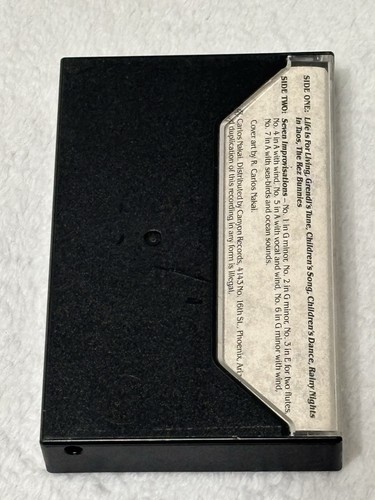 SIDE ONE: Life Is For Living, Grendl's Tune, Children's Song, Children's Dance, Rainy Nights
In Taos, The Rez Bunnies
SIDE TWO: Seven Improvisations – No. 1 in G minor, No. 2 in G minor, No. 3 in E for two flutes,
No. 4 in A with wind, No. 5 in A with vocal and wind, No. 6 in G minor with wind,
No. 7 in A with sea-birds and ocean sounds.
Cover art by R. Carlos Nakai.
Carlos Nakai. Distributed by Canyon Records, 4143 No. 16th St., Phoenix, Ari
duplication of this recording in any form is illegal.